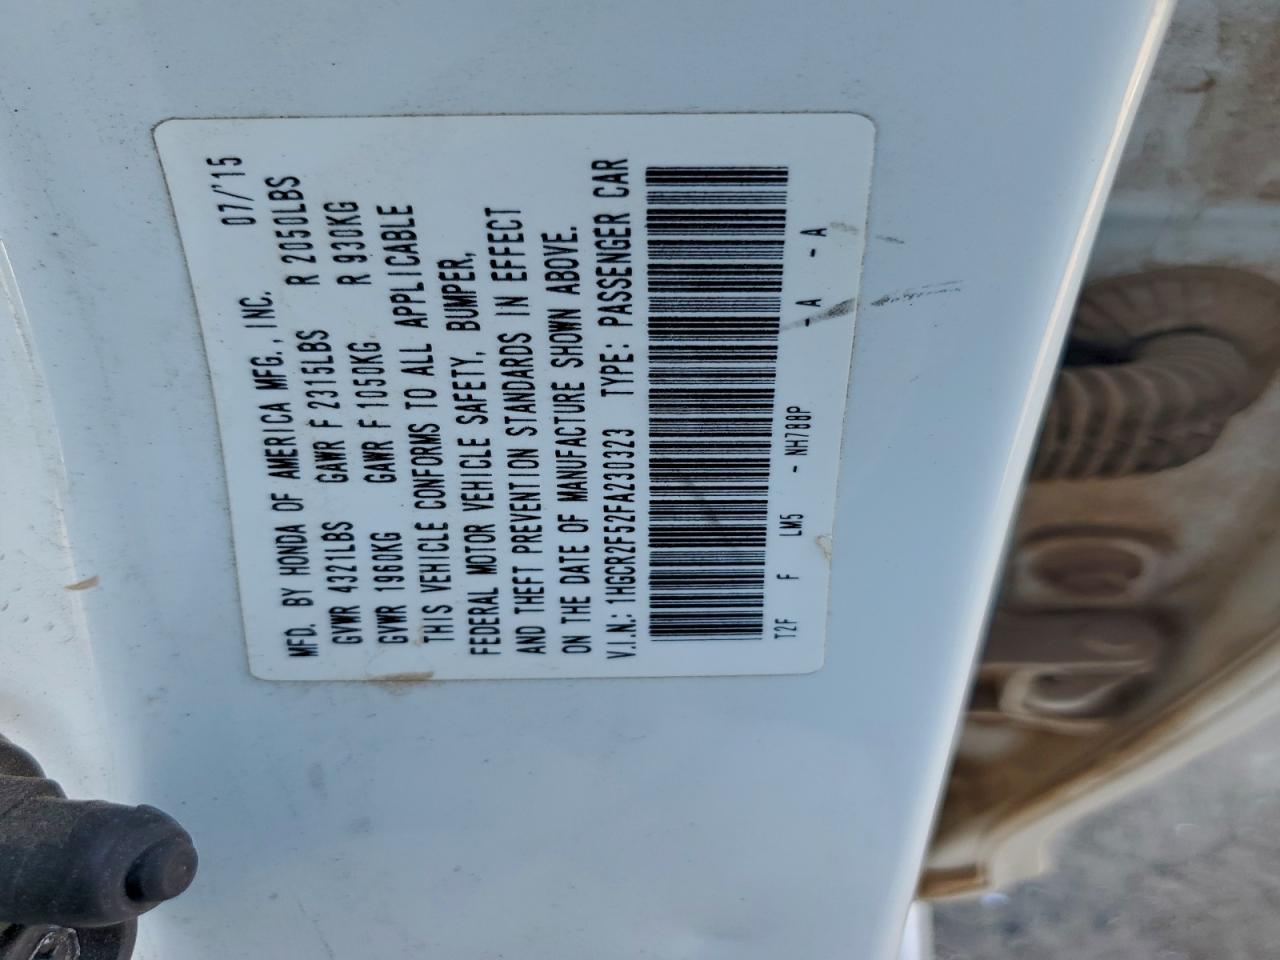 MFD. BY HONDA OF AMERICA MFG., INC. 07/'15
GVWR 4321LBS GAWR F 2315LBS R 2050LBS
GVWR 1960KG GAWR F 1050KG R 930KG
THIS VEHICLE CONFORMS TO ALL APPLICABLE
FEDERAL MOTOR VEHICLE SAFETY, BUMPER,
AND THEFT PREVENTION STANDARDS IN EFFECT
ON THE DATE OF MANUFACTURE SHOWN ABOVE.
V.I.N.: 1HGCR2F52FA230323 TYPE: PASSENGER CAR
T2F F LM5 - NH788P - A - A